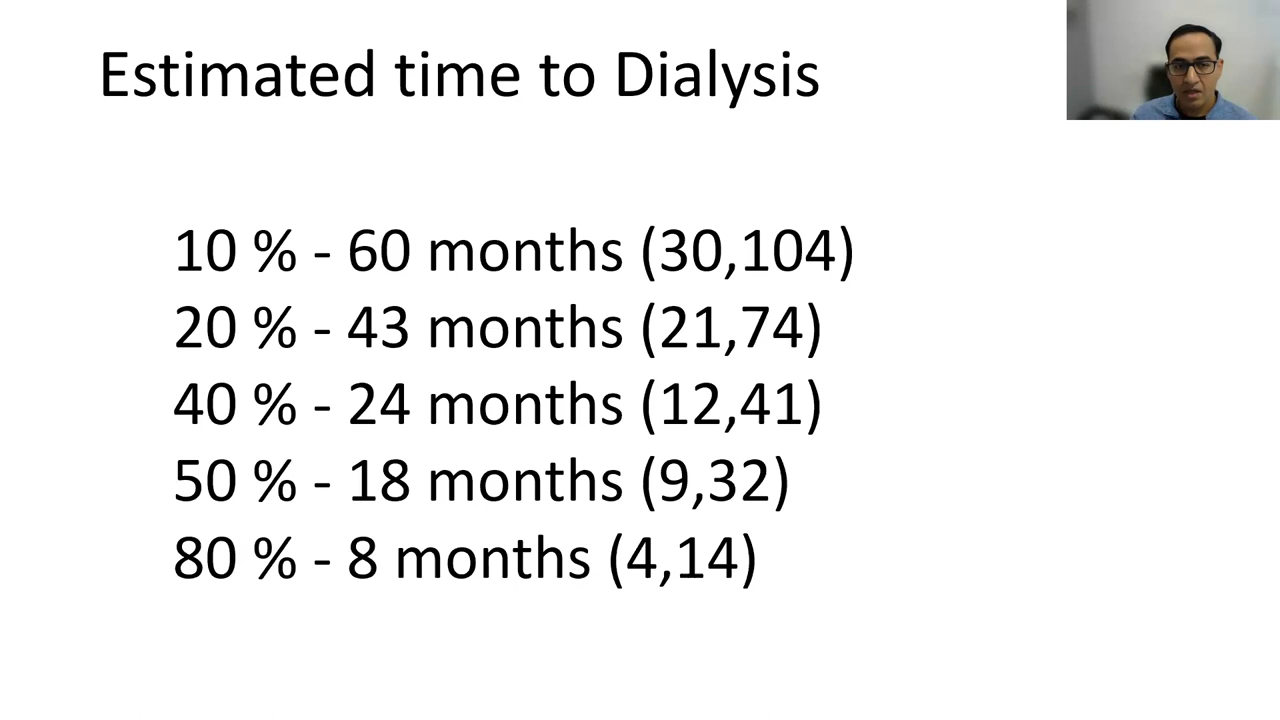 Estimated time to Dialysis
10 % - 60 months (30,104)
20 % - 43 months (21,74)
40 % - 24 months (12,41)
50 % - 18 months (9,32)
80 % - 8 months (4,14)